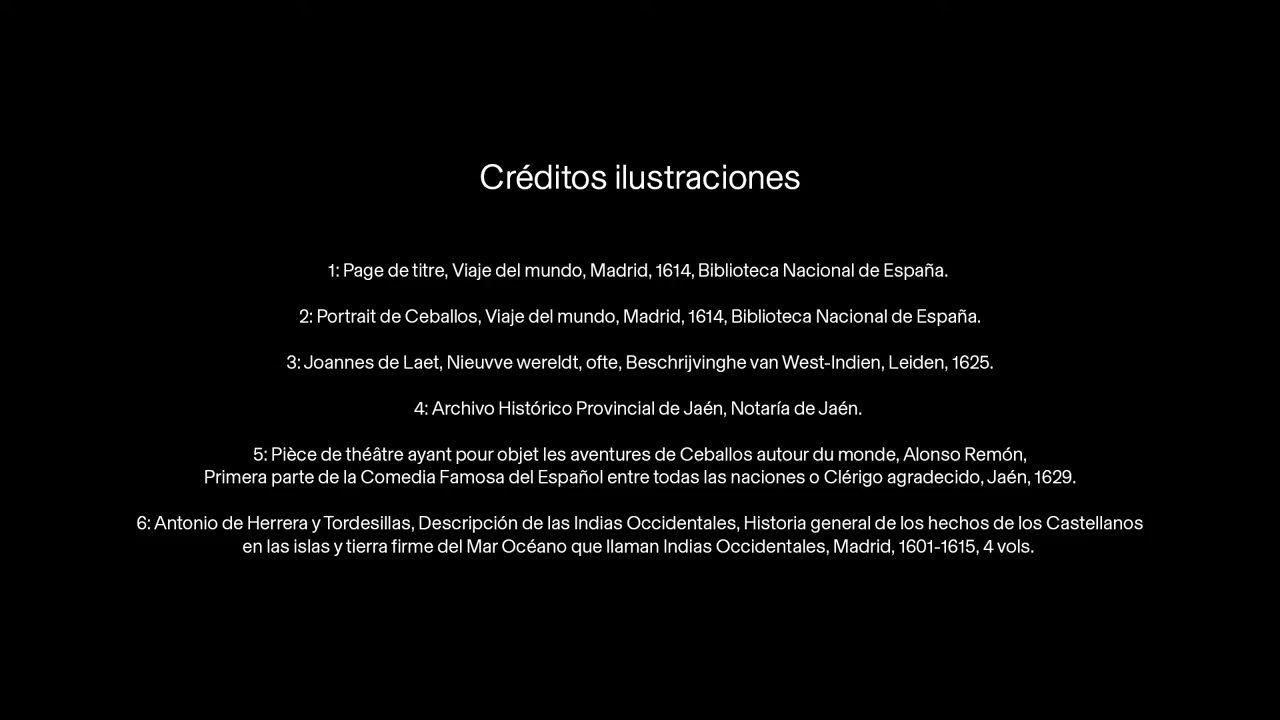 Créditos ilustraciones
1: Page de titre, Viaje del mundo, Madrid, 1614, Biblioteca Nacional de España.
2: Portrait de Ceballos, Viaje del mundo, Madrid, 1614, Biblioteca Nacional de España.
3: Joannes de Laet, Nieuvve wereldt, ofte, Beschrijvinghe van West-Indien, Leiden, 1625.
4: Archivo Histórico Provincial de Jaén, Notaría de Jaén.
5: Pièce de théâtre ayant pour objet les aventures de Ceballos autour du monde, Alonso Remón,
Primera parte de la Comedia Famosa del Español entre todas las naciones o Clérigo agradecido, Jaén, 1629.
6: Antonio de Herrera y Tordesillas, Descripción de las Indias Occidentales, Historia general de los hechos de los Castellanos
en las islas y tierra firme del Mar Océano que llaman Indias Occidentales, Madrid, 1601-1615, 4 vols.